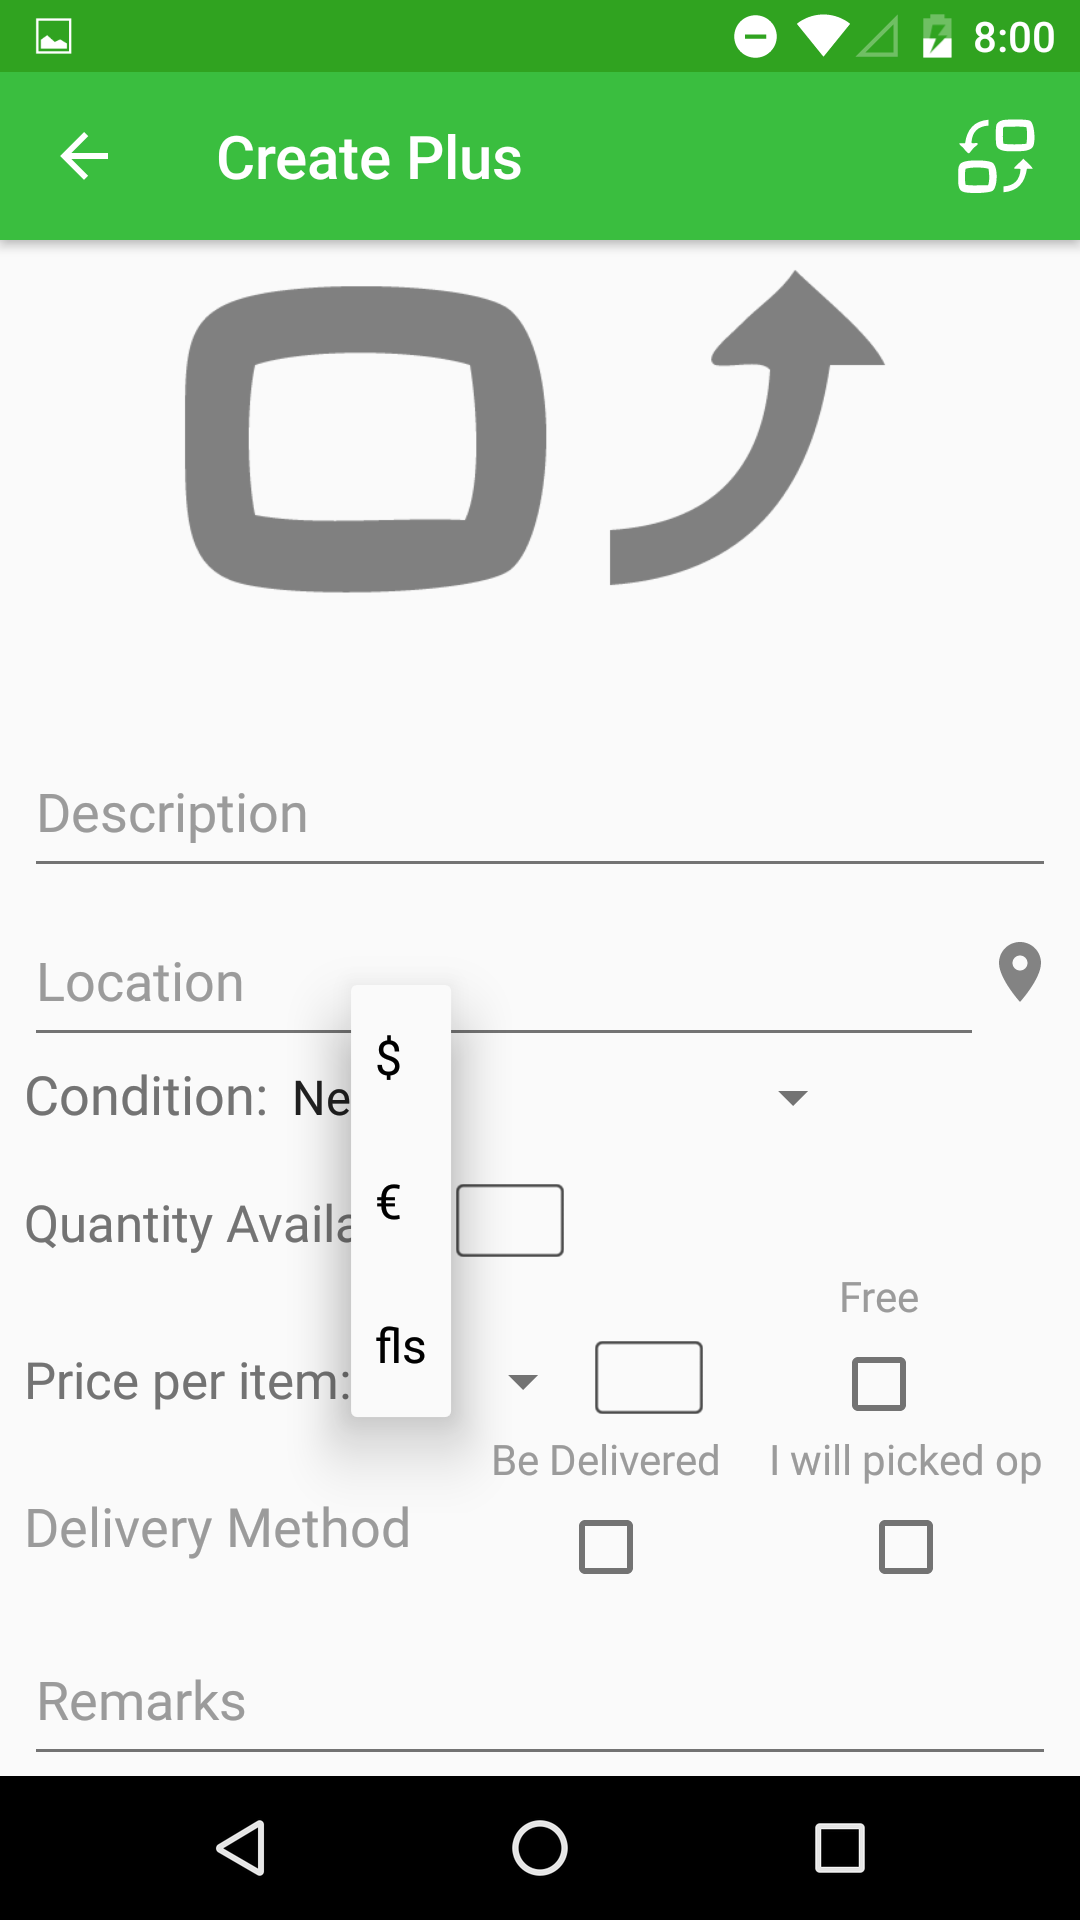 8:00
Create Plus
Description
Location
$
Condition: Ne
€
Quantity Availa
Free
fls
Price per item:
Be Delivered I will picked op
Delivery Method
Remarks